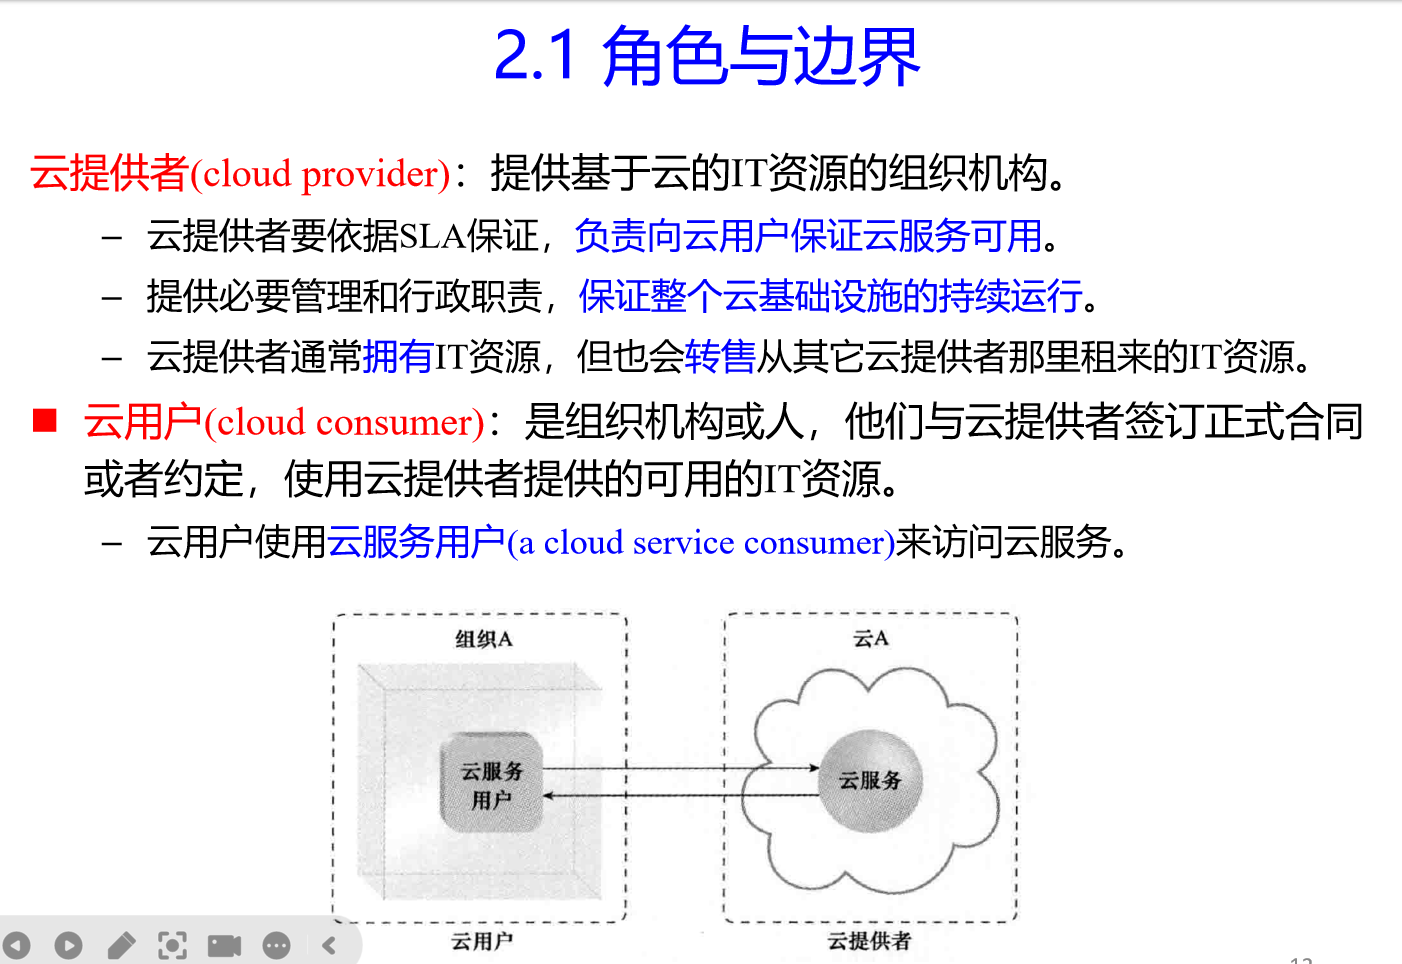 2.1 角色与边界
云提供者(cloud provider)：提供基于云的IT资源的组织机构。
– 云提供者要依据SLA保证，负责向云用户保证云服务可用。
– 提供必要管理和行政职责，保证整个云基础设施的持续运行。
– 云提供者通常拥有IT资源，但也会转售从其它云提供者那里租来的IT资源。
■ 云用户(cloud consumer)：是组织机构或人，他们与云提供者签订正式合同
或者约定，使用云提供者提供的可用的IT资源。
– 云用户使用云服务用户(a cloud service consumer)来访问云服务。
组织A
云A
云服务
用户
云服务
云用户
云提供者